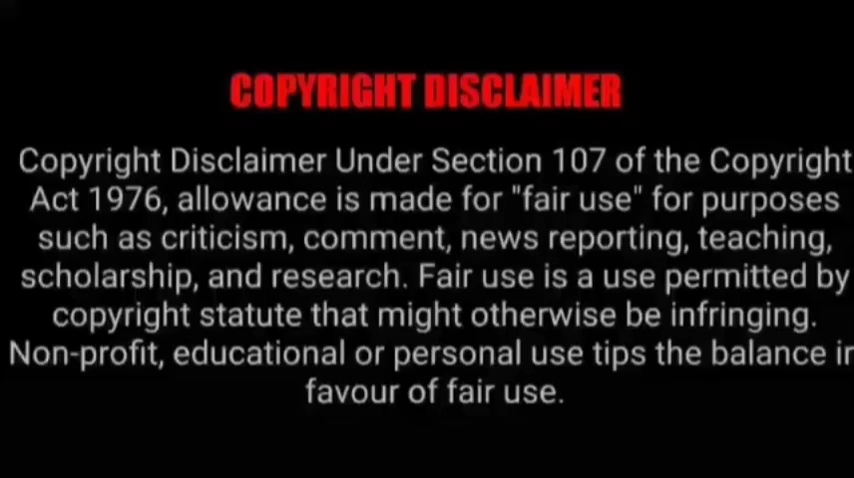 COPYRIGHT DISCLAIMER
Copyright Disclaimer Under Section 107 of the Copyright
Act 1976, allowance is made for "fair use" for purposes
such as criticism, comment, news reporting, teaching,
scholarship, and research. Fair use is a use permitted by
copyright statute that might otherwise be infringing.
Non-profit, educational or personal use tips the balance in
favour of fair use.